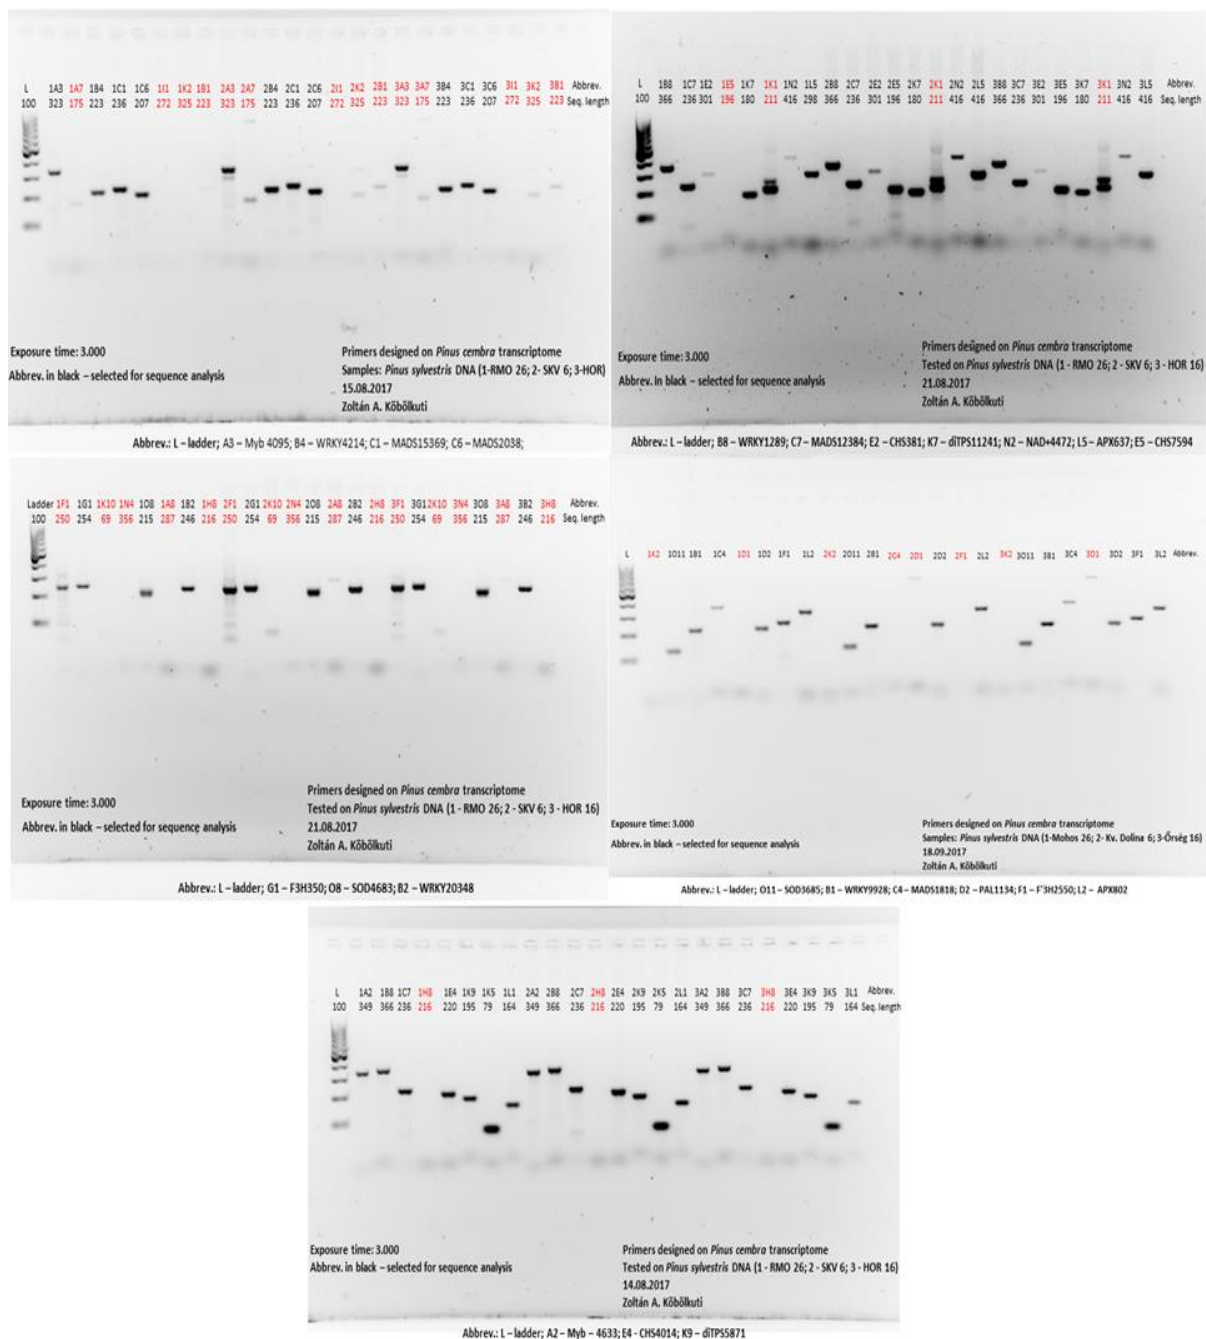 L 1A3 1A7 1B4 1C1 1C6 1I1 1K2 1B1 2A3 2A7 2B4 2C1 2C6 2I1 2K2 2B1 3A3 3A7 3B4 3C1 3C6 3I1 3K2 3B1 Abbrev.
100 323 175 223 236 207 272 325 223 323 175 223 236 207 272 325 223 323 175 223 236 207 272 325 223 Seq. length
Exposure time: 3.000
Abbrev. in black – selected for sequence analysis
Primers designed on Pinus cembra transcriptome
Samples: Pinus sylvestris DNA (1-RMO 26; 2- SKV 6; 3-HOR)
15.08.2017
Zoltán A. Köbölkuti
Abbrev.: L – ladder; A3 – Myb 4095; B4 – WRKY4214; C1 – MADS15369; C6 – MADS2038;
L 1B8 1C7 1E2 1E5 1K7 1K1 1N2 1L5 2B8 2C7 2E2 2E5 2K7 2K1 2N2 2L5 3B8 3C7 3E2 3E5 3K7 3K1 3N2 3L5 Abbrev.
100 366 236 301 196 180 211 416 298 366 236 301 196 180 211 416 416 366 236 301 196 180 211 416 416 Seq. length
Exposure time: 3.000
Abbrev. In black – selected for sequence analysis
Primers designed on Pinus cembra transcriptome
Tested on Pinus sylvestris DNA (1 - RMO 26; 2 - SKV 6; 3 - HOR 16)
21.08.2017
Zoltán A. Köbölkuti
Abbrev.: L – ladder; B8 – WRKY1289; C7 – MADS12384; E2 – CHS381; K7 – diTPS11241; N2 – NAD+4472; L5 – APX637; E5 – CHS7594
Ladder 1F1 1G1 1K10 1N4 1O8 1A8 1B2 1H8 2F1 2G1 2K10 2N4 2O8 2A8 2B2 2H8 3F1 3G1 2K10 3N4 3O8 3A8 3B2 3H8 Abbrev.
100 250 254 69 356 215 287 246 216 250 254 69 356 215 287 246 216 250 254 69 356 215 287 246 216 Seq. length
Exposure time: 3.000
Abbrev. in black – selected for sequence analysis
Primers designed on Pinus cembra transcriptome
Tested on Pinus sylvestris DNA (1 - RMO 26; 2 - SKV 6; 3 - HOR 16)
21.08.2017
Zoltán A. Köbölkuti
Abbrev.: L – ladder; G1 – F3H350; O8 – SOD4683; B2 – WRKY20348
L 1K2 1O11 1B1 1C4 1D1 1D2 1F1 1L2 2K2 2O11 2B1 2C4 2D1 2D2 2F1 2L2 3K2 3O11 3B1 3C4 3D1 3D2 3F1 3L2 Abbrev.
Exposure time: 3.000
Abbrev. in black – selected for sequence analysis
Primers designed on Pinus cembra transcriptome
Samples: Pinus sylvestris DNA (1-Mohos 26; 2- Kv. Dolina 6; 3-Őrség 16)
18.09.2017
Zoltán A. Köbölkuti
Abbrev.: L – ladder; O11 – SOD3685; B1 – WRKY9928; C4 – MADS1818; D2 – PAL1134; F1 – F'3H2550; L2 – APX802
L 1A2 1B8 1C7 1H8 1E4 1K9 1K5 1L1 2A2 2B8 2C7 2H8 2E4 2K9 2K5 2L1 3A2 3B8 3C7 3H8 3E4 3K9 3K5 3L1 Abbrev.
100 349 366 236 216 220 195 79 164 349 366 236 216 220 195 79 164 349 366 236 216 220 195 79 164 Seq. length
Exposure time: 3.000
Abbrev. in black – selected for sequence analysis
Primers designed on Pinus cembra transcriptome
Tested on Pinus sylvestris DNA (1 - RMO 26; 2 - SKV 6; 3 - HOR 16)
14.08.2017
Zoltán A. Köbölkuti
Abbrev.: L – ladder; A2 – Myb – 4633; E4 - CHS4014; K9 – diTPS5871